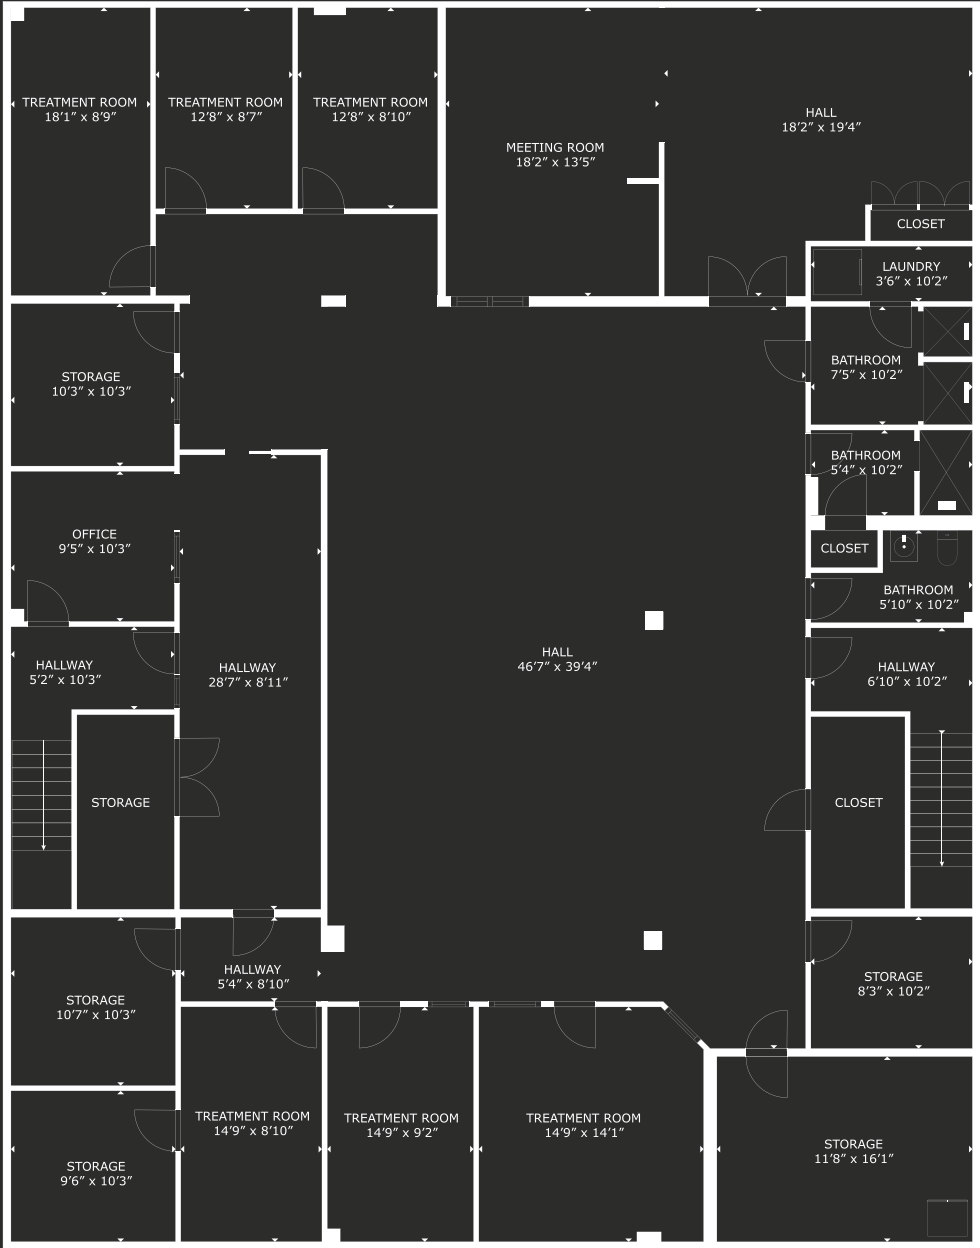 TREATMENT ROOM
18’1” x 8’9”
TREATMENT ROOM
12’8” x 8’7”
TREATMENT ROOM
12’8” x 8’10”
MEETING ROOM
18’2” x 13’5”
HALL
18’2” x 19’4”
CLOSET
LAUNDRY
3’6” x 10’2”
STORAGE
10’3” x 10’3”
BATHROOM
7’5” x 10’2”
BATHROOM
5’4” x 10’2”
OFFICE
9’5” x 10’3”
CLOSET
BATHROOM
5’10” x 10’2”
HALLWAY
5’2” x 10’3”
HALLWAY
28’7” x 8’11”
HALL
46’7” x 39’4”
HALLWAY
6’10” x 10’2”
STORAGE
CLOSET
STORAGE
10’7” x 10’3”
HALLWAY
5’4” x 8’10”
STORAGE
8’3” x 10’2”
TREATMENT ROOM
14’9” x 8’10”
TREATMENT ROOM
14’9” x 9’2”
TREATMENT ROOM
14’9” x 14’1”
STORAGE
11’8” x 16’1”
STORAGE
9’6” x 10’3”